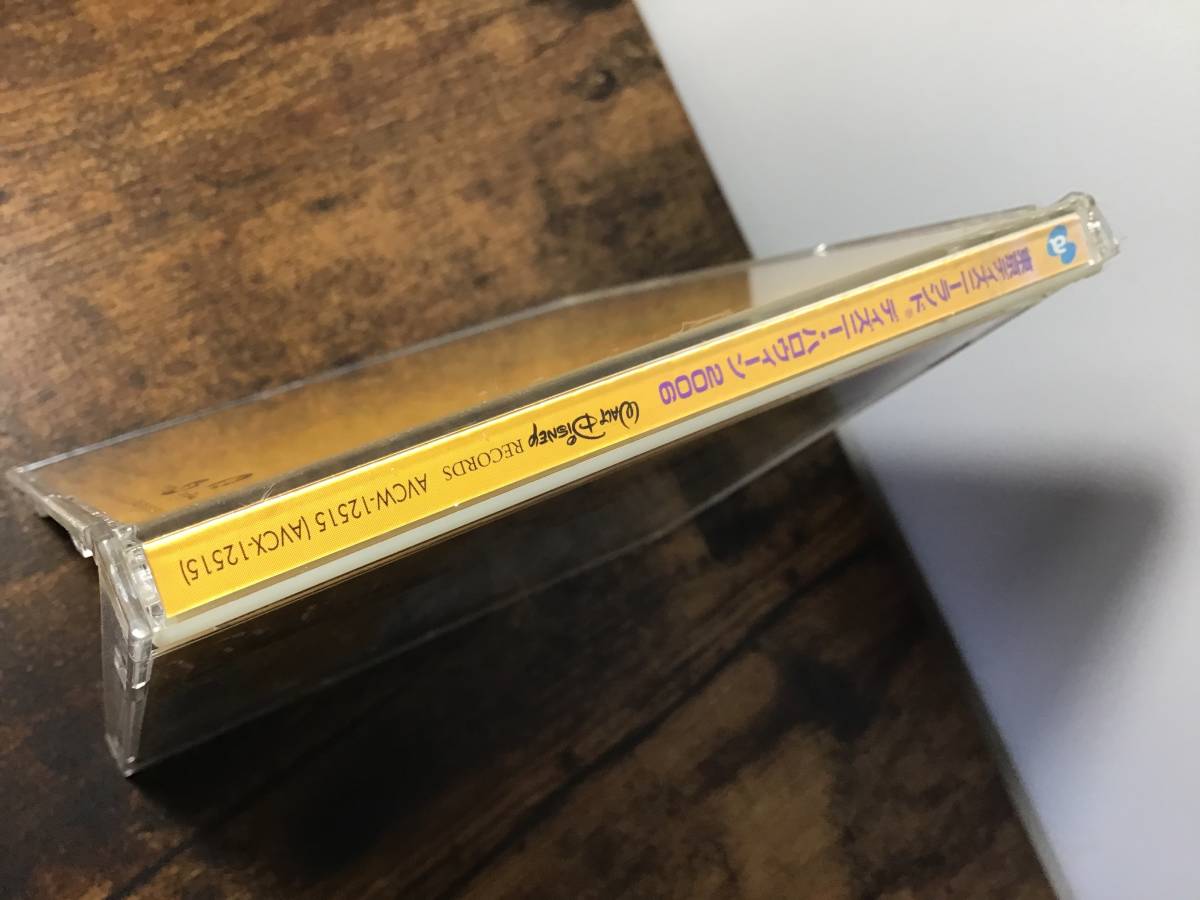 a
東京ディズニーランド® ディズニー・ハロウィーン 2006
WALT DISNEY RECORDS AVCW-12515 (AVCX-12515)